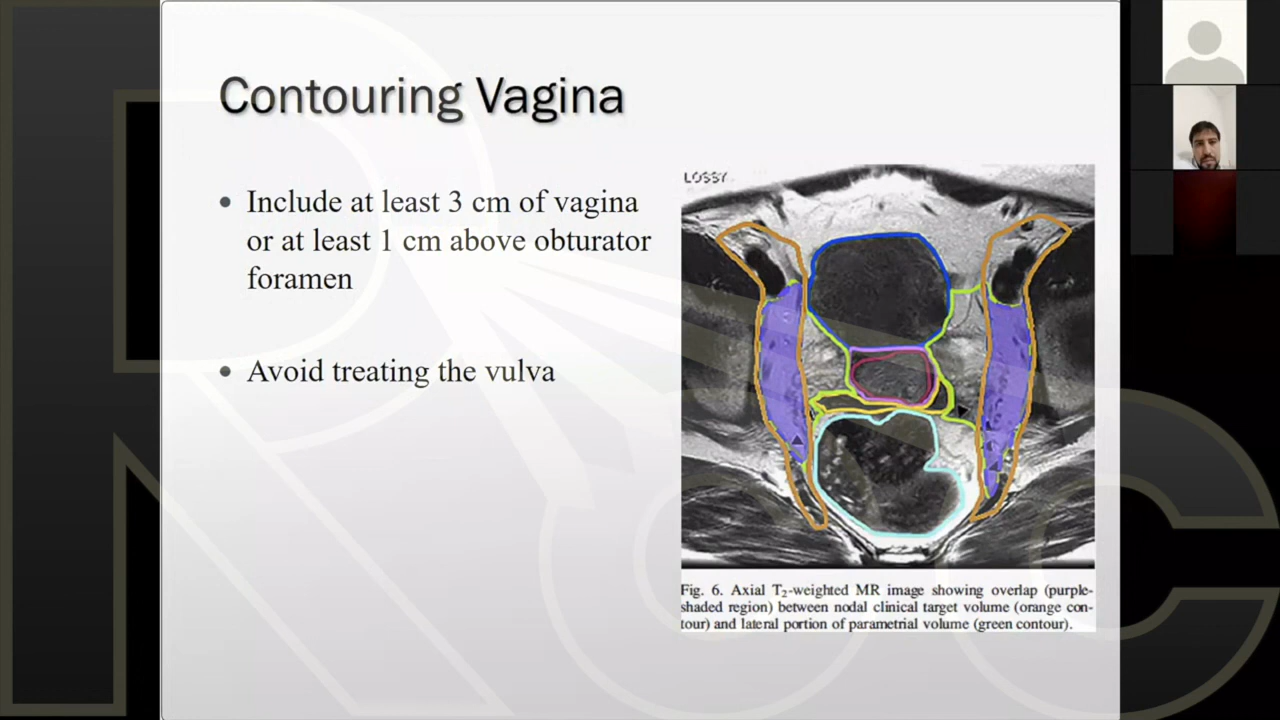 Contouring Vagina
Include at least 3 cm of vagina
or at least 1 cm above obturator
foramen
Avoid treating the vulva
LOSSY
Fig. 6. Axial T2-weighted MR image showing overlap (purple-
shaded region) between nodal clinical target volume (orange con-
tour) and lateral portion of parametrial volume (green contour).